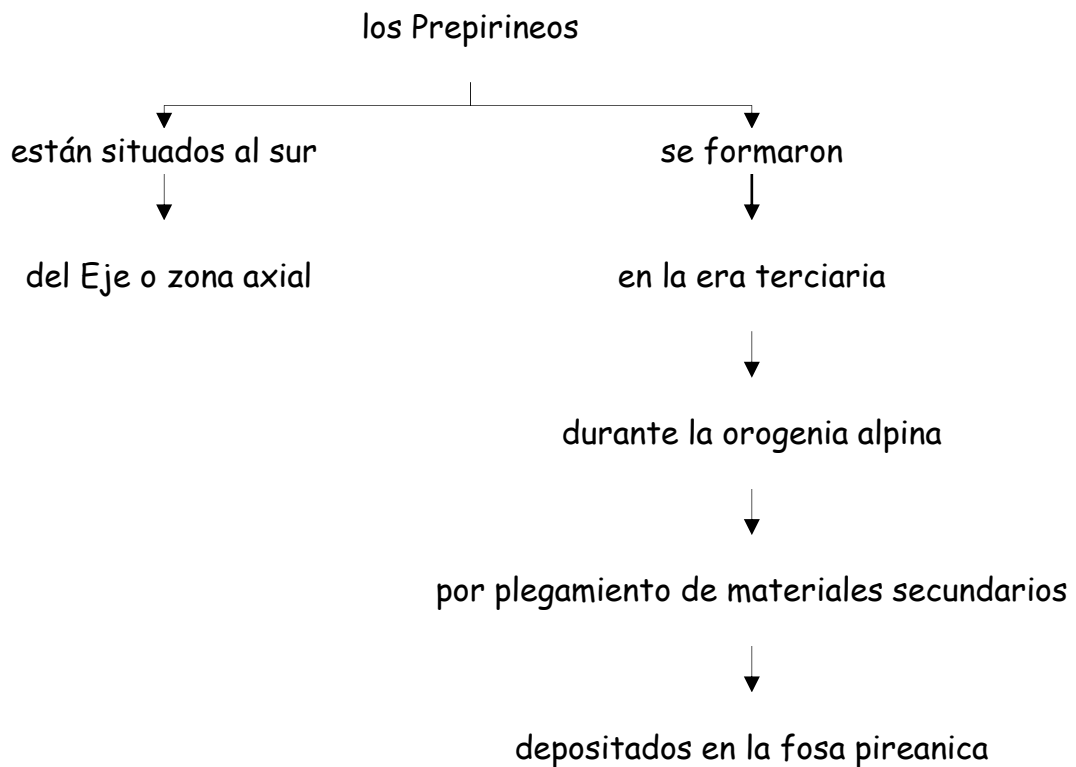 los Prepirineos
están situados al sur
se formaron
del Eje o zona axial
en la era terciaria
durante la orogenia alpina
por plegamiento de materiales secundarios
depositados en la fosa pireanica